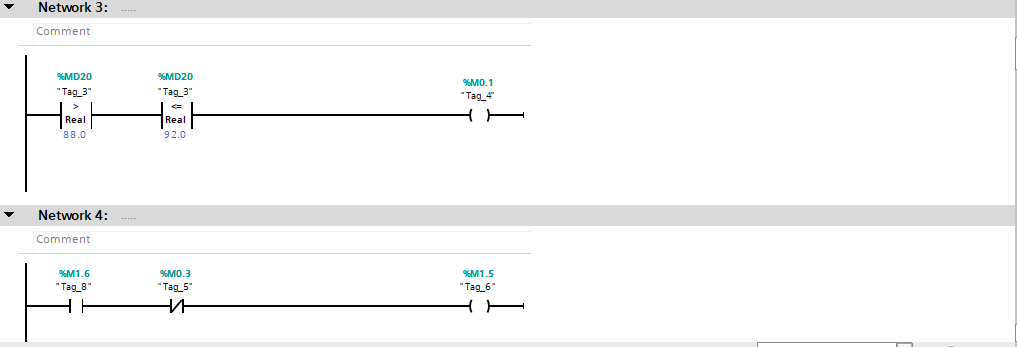 Network 3: .....
Comment
%MD20 %MD20
"Tag_3" "Tag_3"
%M0.1
"Tag_4"
> <=
Real Real
88.0 92.0
Network 4: .....
Comment
%M1.6 %M0.3 %M1.5
"Tag_8" "Tag_5" "Tag_6"